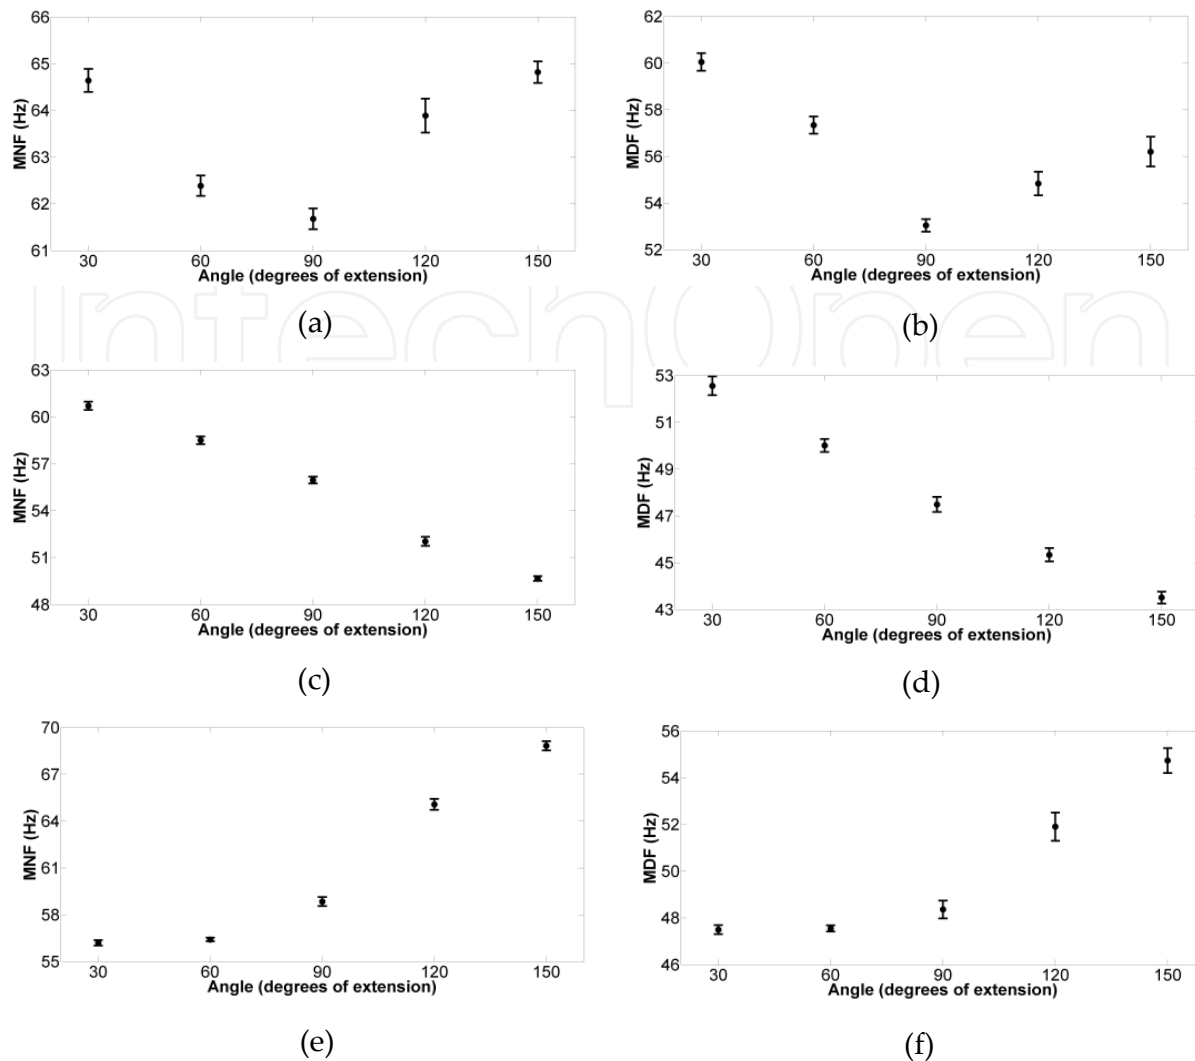 66
65
64
63
62
61
MNF (Hz)
30 60 90 120 150
Angle (degrees of extension)
(a)
62
60
58
56
54
52
MDF (Hz)
30 60 90 120 150
Angle (degrees of extension)
(b)
IntechOpen
63
60
57
54
51
48
MNF (Hz)
30 60 90 120 150
Angle (degrees of extension)
(c)
53
51
49
47
45
43
MDF (Hz)
30 60 90 120 150
Angle (degrees of extension)
(d)
70
67
64
61
58
55
MNF (Hz)
30 60 90 120 150
Angle (degrees of extension)
(e)
56
54
52
50
48
46
MDF (Hz)
30 60 90 120 150
Angle (degrees of extension)
(f)